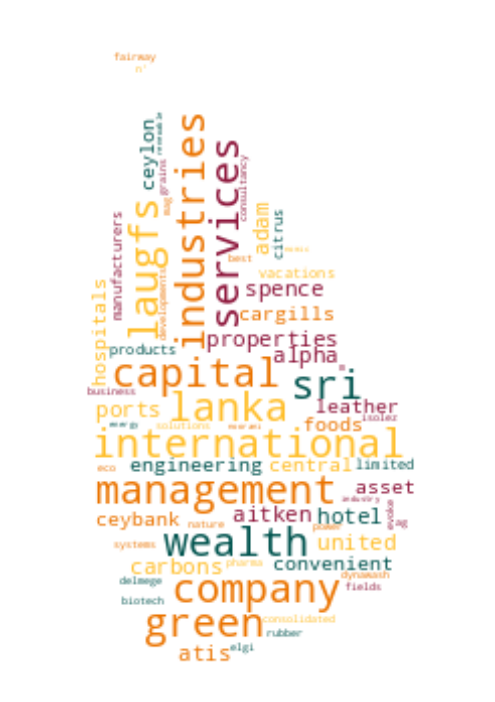 fairway
n'
ceylon
renewable
industries
services
consultancy
grains
mag
laugfs
manufacturers
adam
citrus
best
vacations
hospitals
developments
spence
cargills
properties
products
alpha
capital
sri
business
lanka
ports
leather
isolez
energy
solutions
foods
international
eco
engineering
central
limited
management
asset
industry
ceybank
nature
aitken
hotel
evoke
ag
power
systems
wealth
united
carbons
pharma
convenient
delmege
company
dynawash
fields
biotech
green
consolidated
rubber
atis
elgi